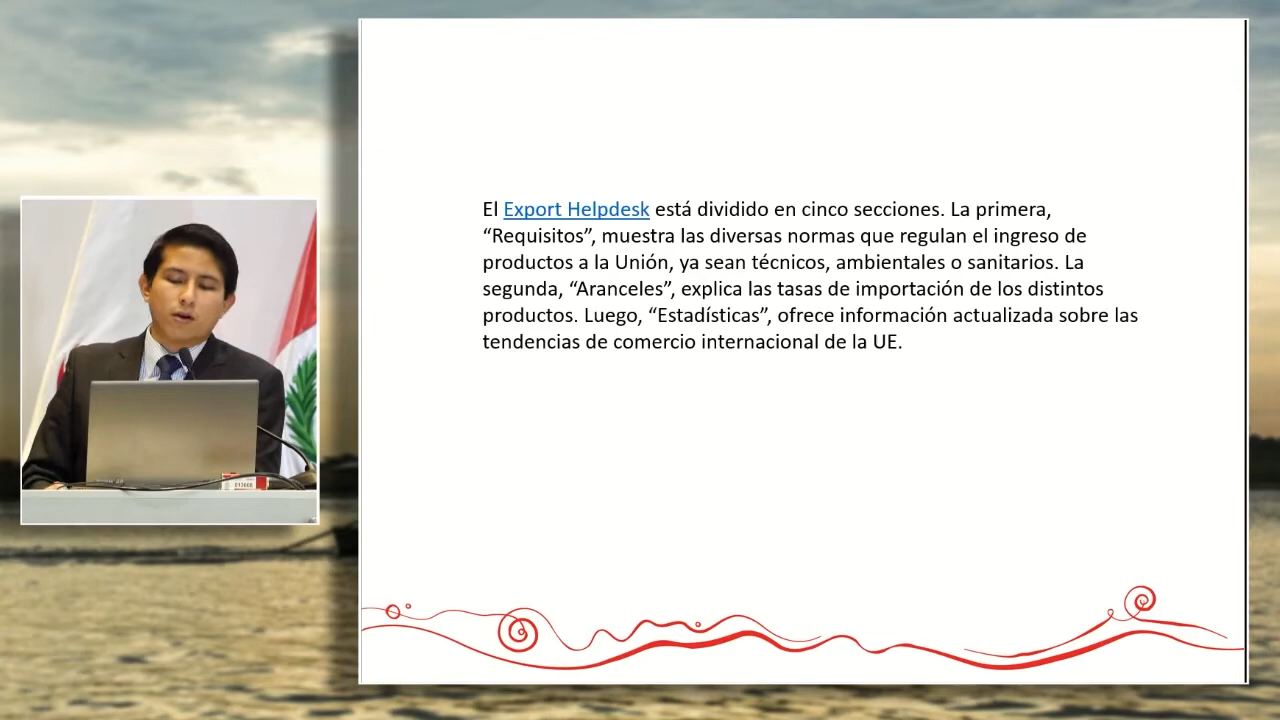 El Export Helpdesk está dividido en cinco secciones. La primera,
“Requisitos”, muestra las diversas normas que regulan el ingreso de
productos a la Unión, ya sean técnicos, ambientales o sanitarios. La
segunda, “Aranceles”, explica las tasas de importación de los distintos
productos. Luego, “Estadísticas”, ofrece información actualizada sobre las
tendencias de comercio internacional de la UE.